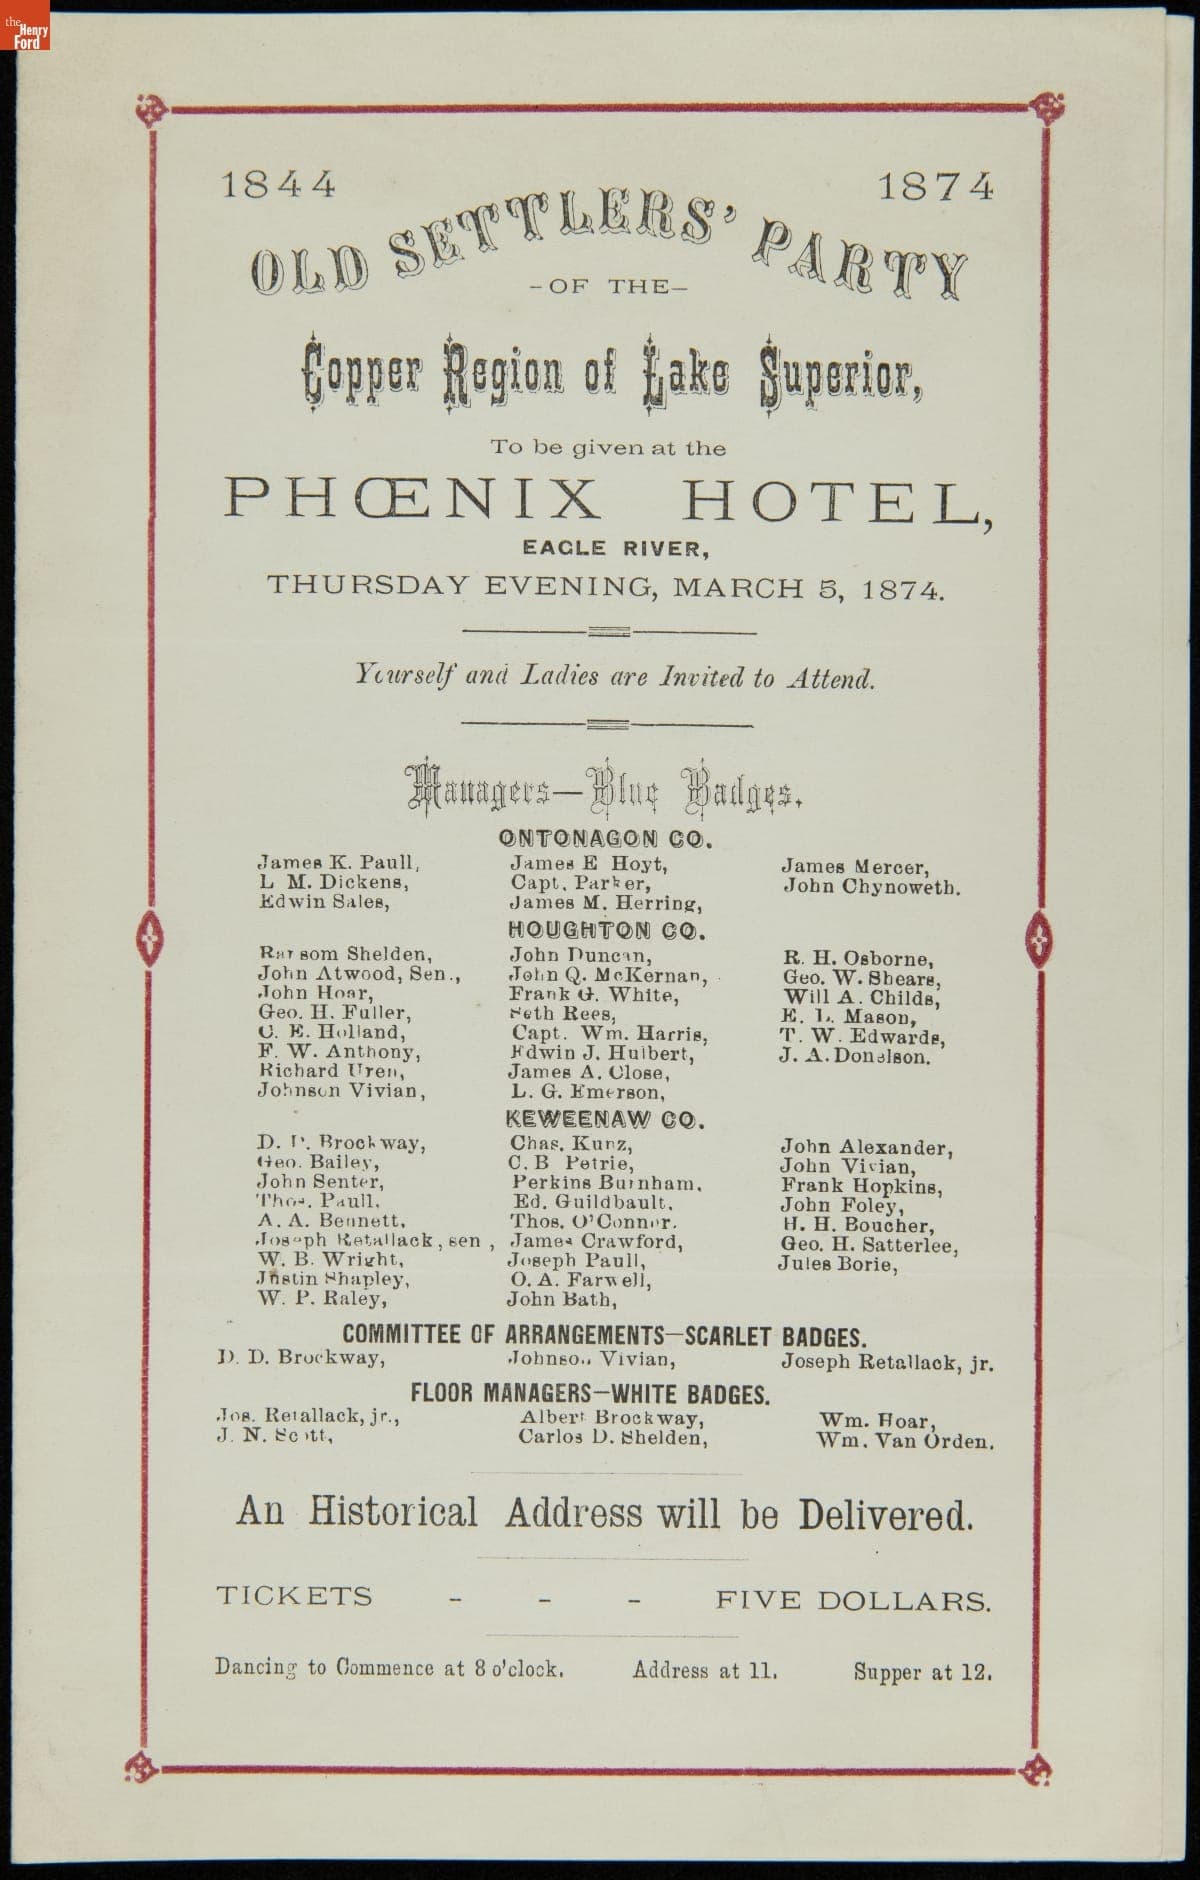 the
Henry
Ford
1844 1874
OLD SETTLERS' PARTY
-OF THE-
Copper Region of Lake Superior,
To be given at the
PHŒNIX HOTEL,
EAGLE RIVER,
THURSDAY EVENING, MARCH 5, 1874.
Yourself and Ladies are Invited to Attend.
Managers—Blue Badges.
ONTONAGON CO.
James K. Paull, James E Hoyt, James Mercer,
L M. Dickens, Capt. Parker, John Chynoweth.
Edwin Sales, James M. Herring,
HOUGHTON CO.
Ransom Shelden, John Duncan, R. H. Osborne,
John Atwood, Sen., John Q. McKernan, Geo. W. Shears,
John Hoar, Frank G. White, Will A. Childs,
Geo. H. Fuller, Seth Rees, E. L. Mason,
C. E. Holland, Capt. Wm. Harris, T. W. Edwards,
F. W. Anthony, Edwin J. Hulbert, J. A. Donelson.
Richard Uren, James A. Close,
Johnson Vivian, L. G. Emerson,
KEWEENAW CO.
D. D. Brockway, Chas. Kunz, John Alexander,
Geo. Bailey, C. B Petrie, John Vivian,
John Senter, Perkins Burnham, Frank Hopkins,
Thos. Paull, Ed. Guildbault, John Foley,
A. A. Bennett, Thos. O'Connor. H. H. Boucher,
Joseph Retallack, sen , James Crawford, Geo. H. Satterlee,
W. B. Wright, Joseph Paull, Jules Borie,
Justin Shapley, O. A. Farwell,
W. P. Raley, John Bath,
COMMITTEE OF ARRANGEMENTS—SCARLET BADGES.
D. D. Brockway, Johnson Vivian, Joseph Retallack, jr.
FLOOR MANAGERS—WHITE BADGES.
Jos. Retallack, jr., Albert Brockway, Wm. Hoar,
J. N. Scott, Carlos D. Shelden, Wm. Van Orden.
An Historical Address will be Delivered.
TICKETS - - - FIVE DOLLARS.
Dancing to Commence at 8 o'clock. Address at 11. Supper at 12.